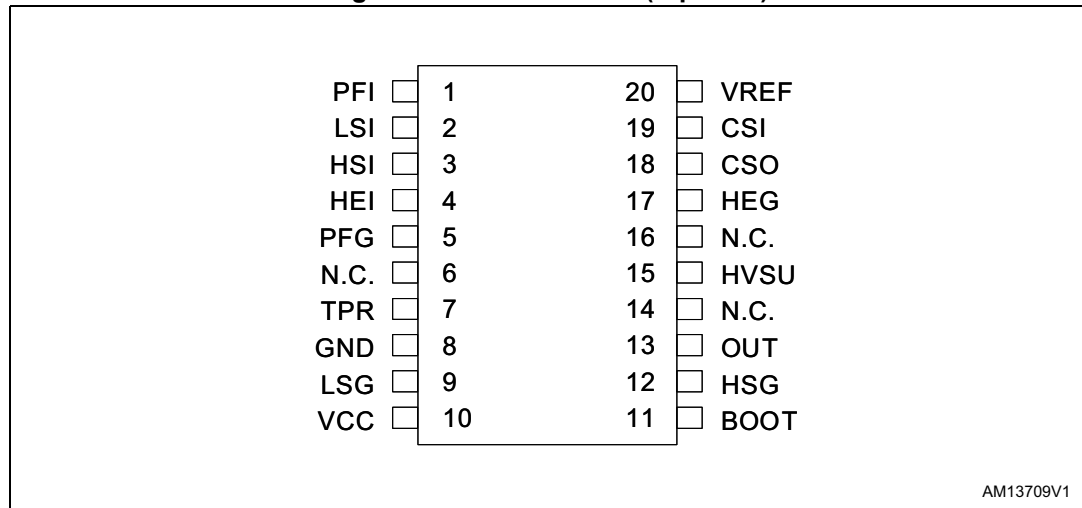 PFI 1 20 VREF
LSI 2 19 CSI
HSI 3 18 CSO
HEI 4 17 HEG
PFG 5 16 N.C.
N.C. 6 15 HVSU
TPR 7 14 N.C.
GND 8 13 OUT
LSG 9 12 HSG
VCC 10 11 BOOT
AM13709V1